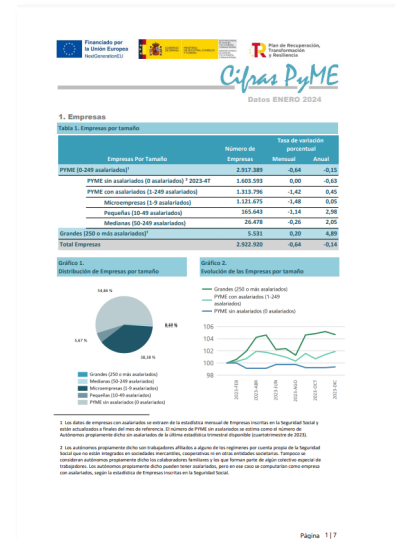 Financiado por
la Unión Europea
NextGenerationEU
Plan de Recuperación,
Transformación
y Resiliencia
Cifras PyME
Datos ENERO 2024
1. Empresas
Tabla 1. Empresas por tamaño
Empresas Por Tamaño Número de Empresas Tasa de variación porcentual Mensual Anual
PYME (0-249 asalariados)¹ 2.917.389 -0,64 -0,15
PYME sin asalariados (0 asalariados) ² 2023-4T 1.603.593 0,00 -0,63
PYME con asalariados (1-249 asalariados) 1.313.796 -1,42 0,45
Microempresas (1-9 asalariados) 1.121.675 -1,48 0,05
Pequeñas (10-49 asalariados) 165.643 -1,14 2,98
Medianas (50-249 asalariados) 26.478 -0,26 2,05
Grandes (250 o más asalariados)¹ 5.531 0,20 4,89
Total Empresas 2.922.920 -0,64 -0,14
Gráfico 1.
Distribución de Empresas por tamaño
54,86 %
5,67 %
38,38 %
Grandes (250 o más asalariados)
Medianas (50-249 asalariados)
Microempresas (1-9 asalariados)
Pequeñas (10-49 asalariados)
PYME sin asalariados (0 asalariados)
Gráfico 2.
Evolución de las Empresas por tamaño
Grandes (250 o más asalariados)
PYME con asalariados (1-249
asalariados)
PYME sin asalariados (0 asalariados)
106
104
102
100
98
2023-FEB
2023-ABR
2023-JUN
2023-AGO
2023-OCT
2023-DIC
1 Los datos de empresas con asalariados se extraen de la estadística mensual de Empresas inscritas en la Seguridad Social y
están actualizados a finales del mes de referencia. El número de PYME sin asalariados se estima como el número de
Autónomos propiamente dicho sin asalariados de la última estadística trimestral disponible (cuarto trimestre de 2023).
2 Los autónomos propiamente dicho son trabajadores afiliados a alguno de los regímenes por cuenta propia de la Seguridad
Social que no están integrados en sociedades mercantiles, cooperativas ni en otras entidades societarias. Tampoco se
consideran autónomos propiamente dicho los colaboradores familiares y los que forman parte de algún colectivo especial de
trabajadores. Los autónomos propiamente dicho pueden tener asalariados, pero en ese caso se computarían como empresa
con asalariados, según la estadística de Empresas inscritas en la Seguridad Social.
Página 1 | 7